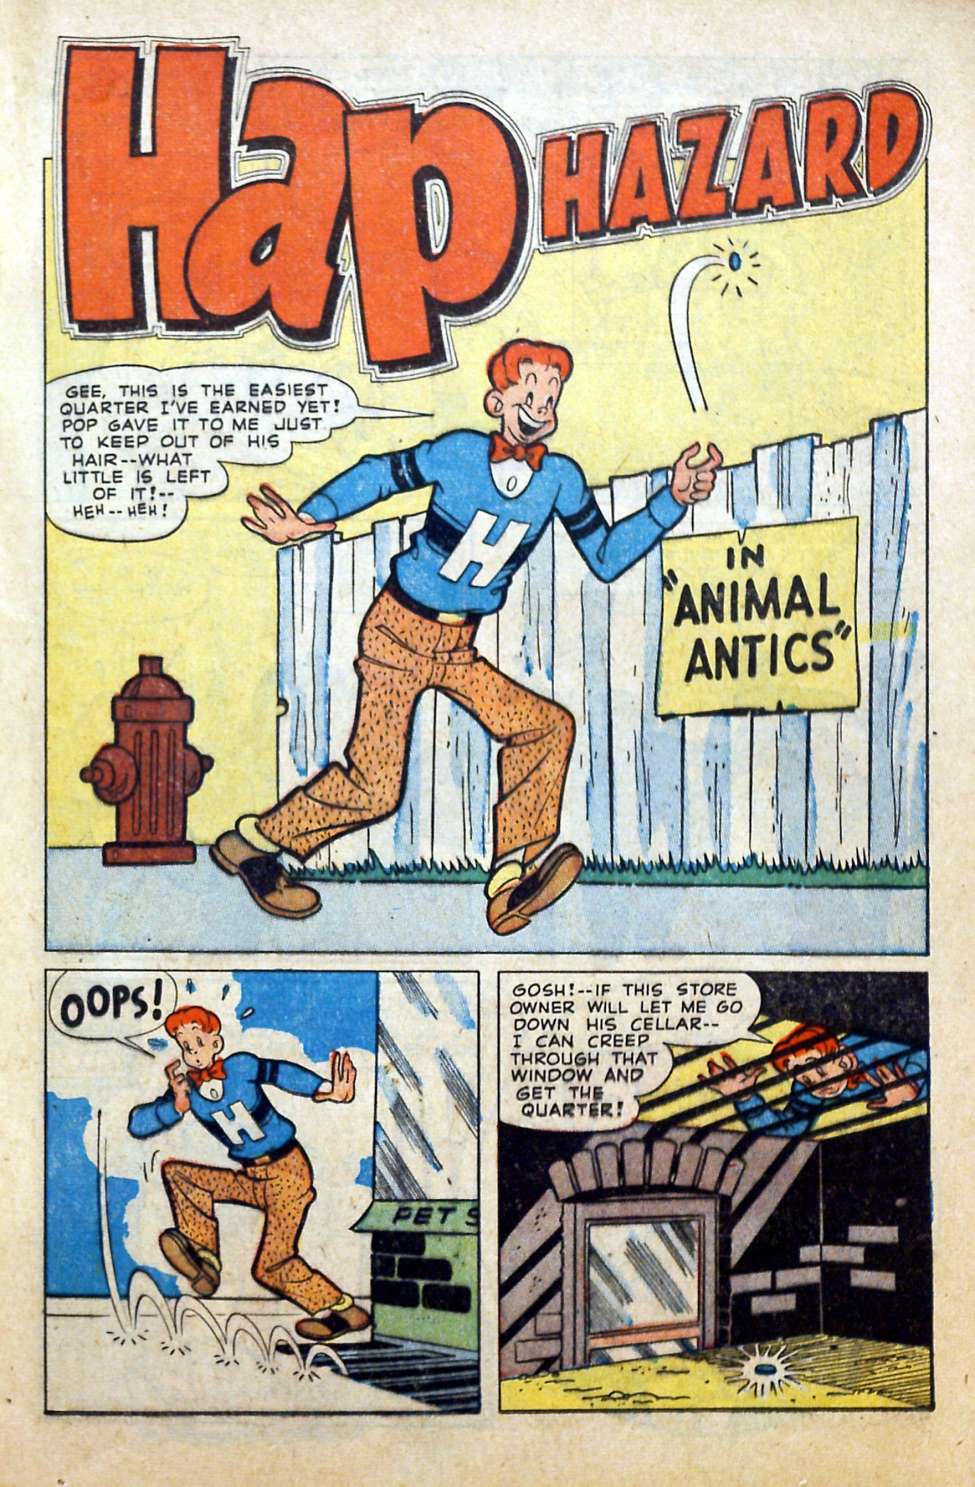 Hap HAZARD
GEE, THIS IS THE EASIEST
QUARTER I'VE EARNED YET!
POP GAVE IT TO ME JUST
TO KEEP OUT OF HIS
HAIR--WHAT
LITTLE IS LEFT
OF IT!--
HEH--HEH!
H
IN
"ANIMAL
ANTICS"
OOPS!
H
PET S
GOSH!--IF THIS STORE
OWNER WILL LET ME GO
DOWN HIS CELLAR--
I CAN CREEP
THROUGH THAT
WINDOW AND
GET THE
QUARTER!